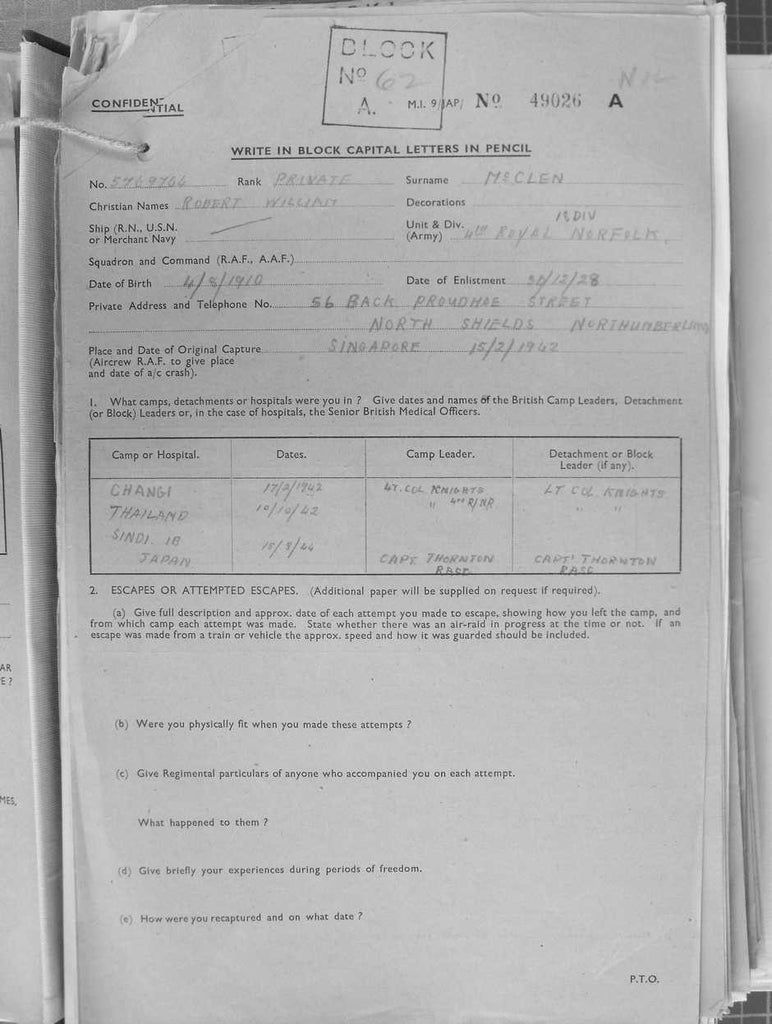 BLOCK
Nº 62
A.
NIL
CONFIDENTIAL
M.I. 9/JAP/ Nº 49026 A
WRITE IN BLOCK CAPITAL LETTERS IN PENCIL
No. 5769766 Rank PRIVATE Surname McCLEN
Christian Names ROBERT WILLIAM Decorations
Ship (R.N., U.S.N. or Merchant Navy
Unit & Div. (Army) 4th ROYAL NORFOLK 18 DIV
Squadron and Command (R.A.F., A.A.F.)
Date of Birth 4/8/1910 Date of Enlistment 30/12/28
Private Address and Telephone No. 56 BACK PROUDHOE STREET
NORTH SHIELDS NORTHUMBERLAND
Place and Date of Original Capture SINGAPORE 15/2/1942
(Aircrew R.A.F. to give place
and date of a/c crash).
1. What camps, detachments or hospitals were you in ? Give dates and names of the British Camp Leaders, Detachment
(or Block) Leaders or, in the case of hospitals, the Senior British Medical Officers.
Camp or Hospital. Dates. Camp Leader. Detachment or Block Leader (if any).
CHANGI 17/2/1942 LT. COL KNIGHTS LT COL KNIGHTS
THAILAND 10/10/42 " 4th R/NR " "
SINDI 18 15/8/44
JAPAN CAPT THORNTON CAPT THORNTON
RASC RASC
2. ESCAPES OR ATTEMPTED ESCAPES. (Additional paper will be supplied on request if required).
(a) Give full description and approx. date of each attempt you made to escape, showing how you left the camp, and
from which camp each attempt was made. State whether there was an air-raid in progress at the time or not. If an
escape was made from a train or vehicle the approx. speed and how it was guarded should be included.
(b) Were you physically fit when you made these attempts ?
(c) Give Regimental particulars of anyone who accompanied you on each attempt.
What happened to them ?
(d) Give briefly your experiences during periods of freedom.
(e) How were you recaptured and on what date ?
P.T.O.
AR
E ?
MES,